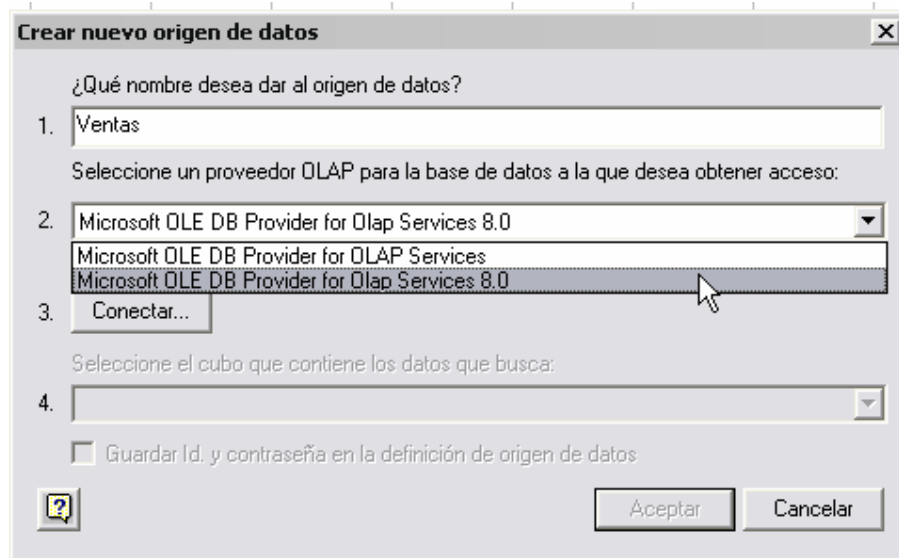 Crear nuevo origen de datos
¿Qué nombre desea dar al origen de datos?
1. Ventas
Seleccione un proveedor OLAP para la base de datos a la que desea obtener acceso:
2. Microsoft OLE DB Provider for Olap Services 8.0
Microsoft OLE DB Provider for OLAP Services
Microsoft OLE DB Provider for Olap Services 8.0
3. Conectar...
Seleccione el cubo que contiene los datos que busca:
4.
Guardar Id. y contraseña en la definición de origen de datos
? Aceptar Cancelar